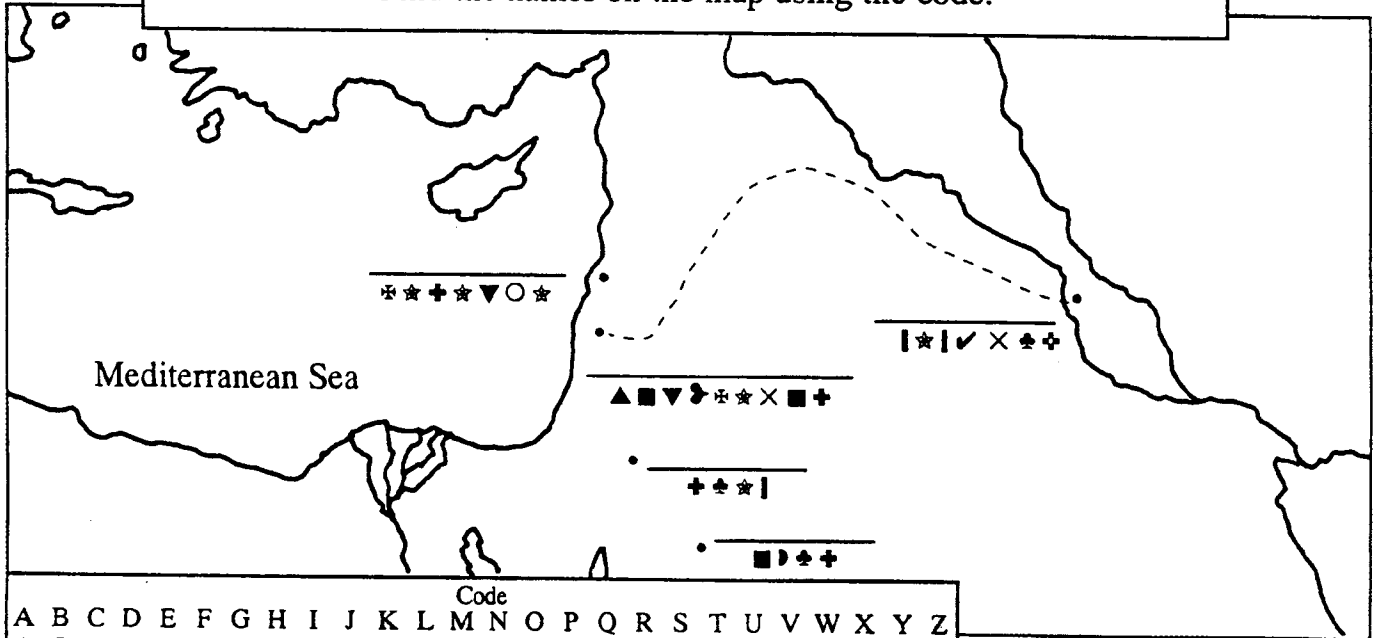 Find the names on the map using the code.
Mediterranean Sea
Code
A B C D E F G H I J K L M N O P Q R S T U V W X Y Z